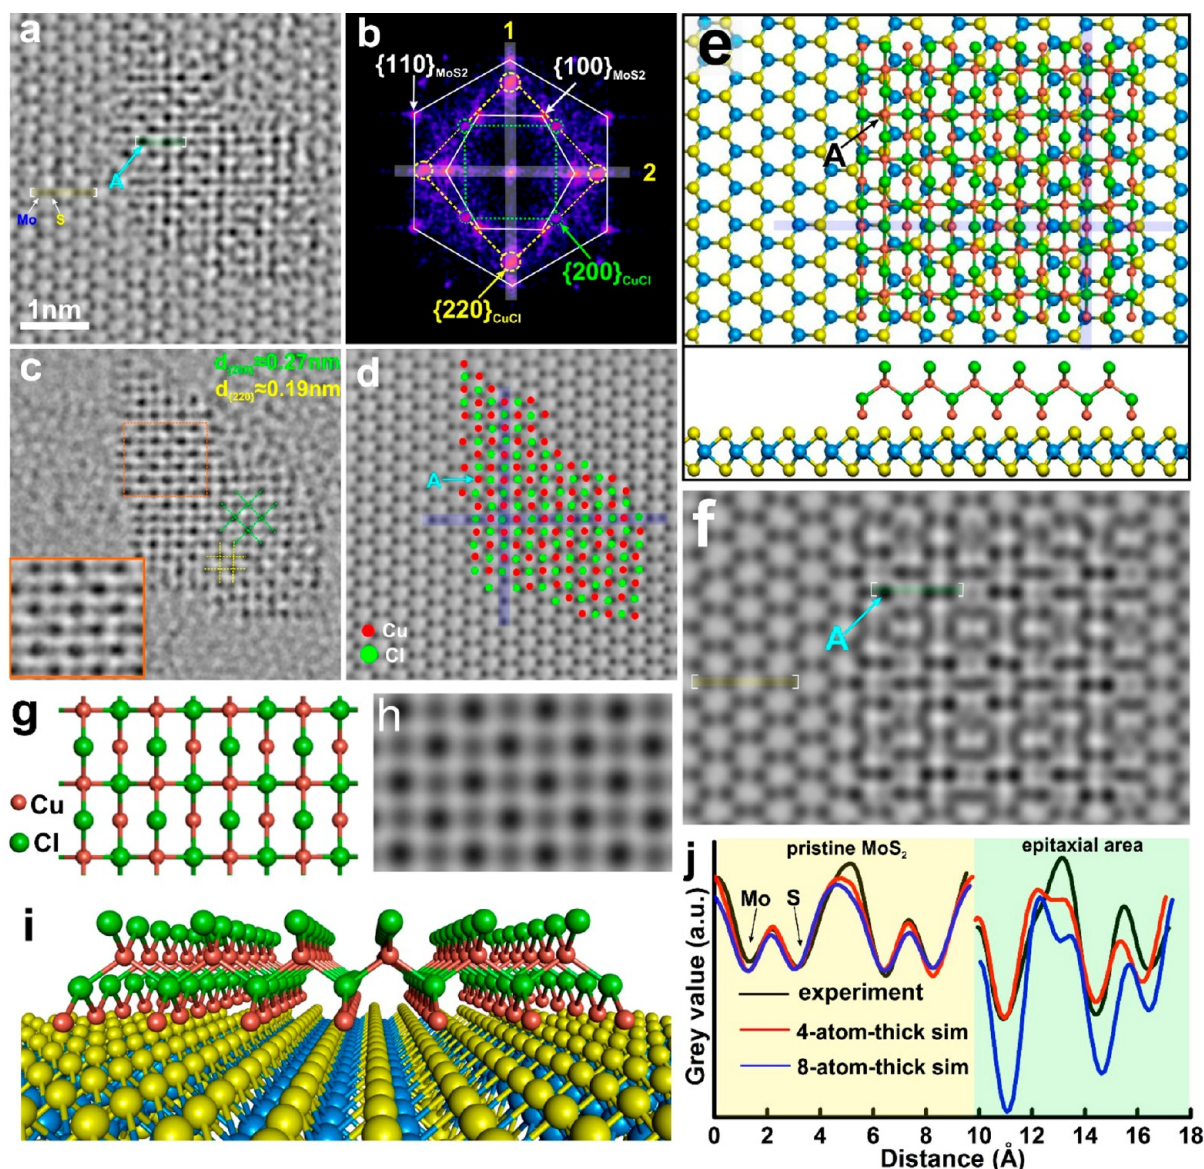 a
A
Mo
S
1nm
b
1
{110}MoS2
{100}MoS2
2
{200}CuCl
{220}CuCl
c
d{200}≈0.27nm
d{220}≈0.19nm
d
A
Cu
Cl
e
A
f
A
g
Cu
Cl
h
i
j
pristine MoS₂
epitaxial area
Mo
S
experiment
4-atom-thick sim
8-atom-thick sim
Grey value (a.u.)
0 2 4 6 8 10 12 14 16 18
Distance (Å)